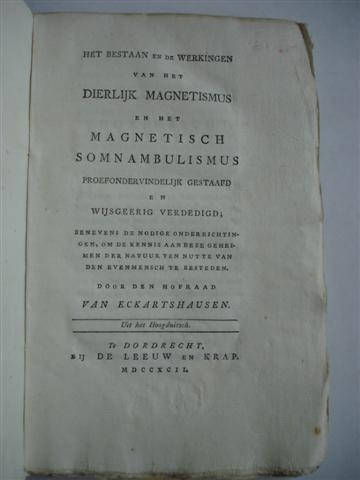 HET BESTAAN EN DE WERKINGEN
VAN HET
DIERLIJK MAGNETISMUS
EN HET
MAGNETISCH
SOMNAMBULISMUS
PROEFONDERVINDELIJK GESTAAFD
EN
WIJSGEERIG VERDEDIGD;
BENEVENS DE NODIGE ONDERRICHTIN-
GEN, OM DE KENNIS AAN DEZE GEHEI-
MEN DER NATUUR TEN NUTTE VAN
DEN EVENMENSCH TE BESTEDEN.
DOOR DEN HOFRAAD
VAN ECKARTSHAUSEN.
Uit het Hoogduitsch.
Te DORDRECHT,
BIJ DE LEEUW EN KRAP.
MDCCXCII.